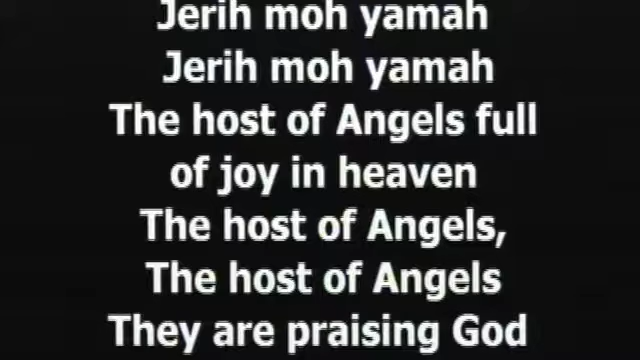 Jerih moh yamah
Jerih moh yamah
The host of Angels full
of joy in heaven
The host of Angels,
The host of Angels
They are praising God